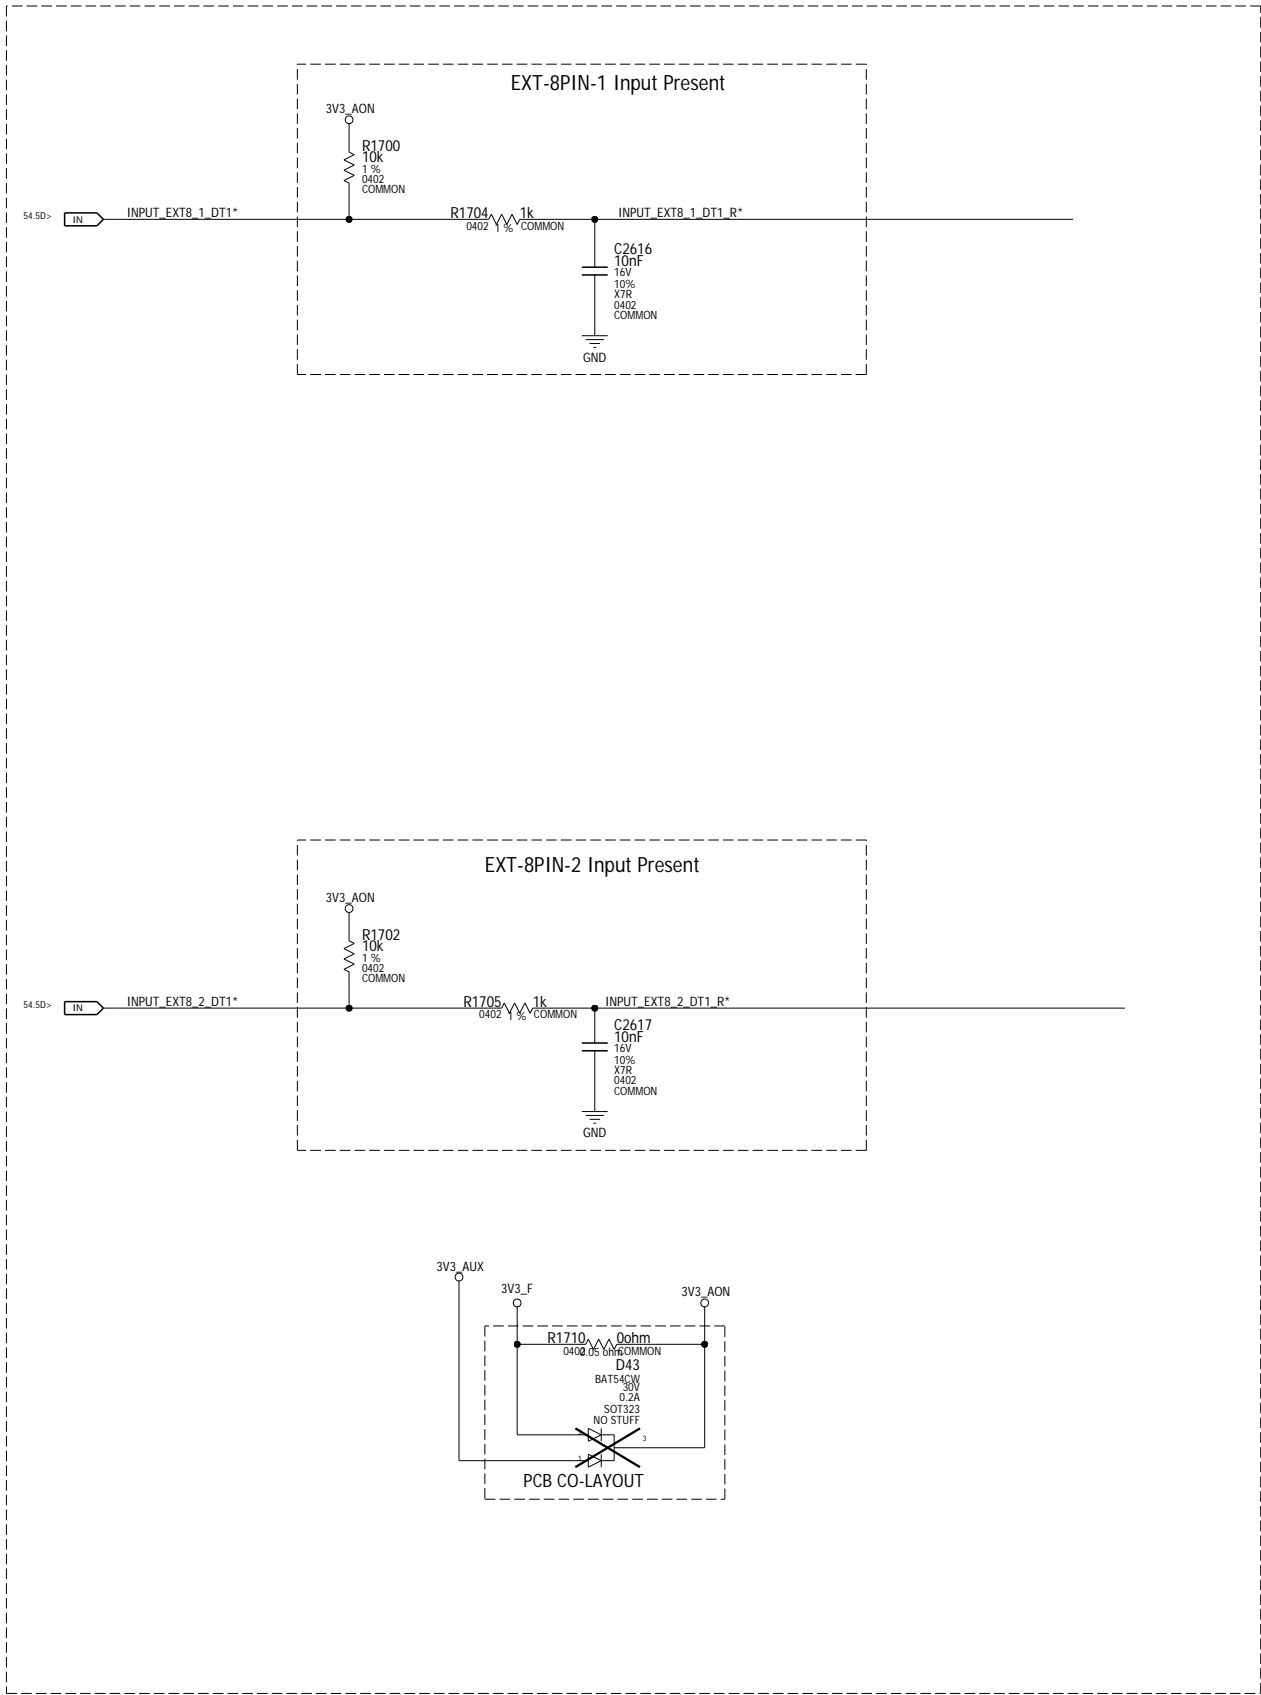 EXT-8PIN-1 Input Present
3V3_AON
R1700
10k
1 %
0402
COMMON
54.5D>
IN
INPUT_EXT8_1_DT1*
R1704
1k
0402
1 %
COMMON
INPUT_EXT8_1_DT1_R*
C2616
10nF
16V
10%
X7R
0402
COMMON
GND
EXT-8PIN-2 Input Present
3V3_AON
R1702
10k
1 %
0402
COMMON
54.5D>
IN
INPUT_EXT8_2_DT1*
R1705
1k
0402
1 %
COMMON
INPUT_EXT8_2_DT1_R*
C2617
10nF
16V
10%
X7R
0402
COMMON
GND
3V3_AUX
3V3_F
3V3_AON
R1710
0ohm
0402
0.05 ohm
COMMON
D43
BAT54CW
30V
0.2A
SOT323
NO STUFF
3
1
PCB CO-LAYOUT